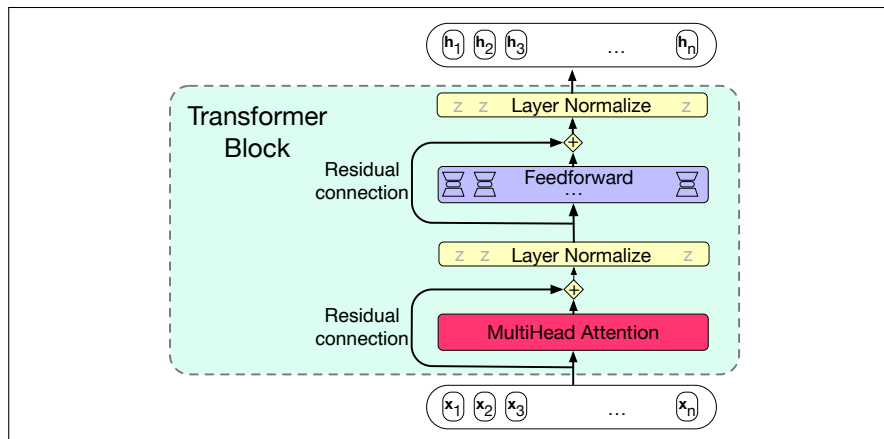 h1 h2 h3 ... hn
Transformer
Block
z z Layer Normalize z
+
Residual
connection
Feedforward
...
z z Layer Normalize z
+
Residual
connection
MultiHead Attention
x1 x2 x3 ... xn